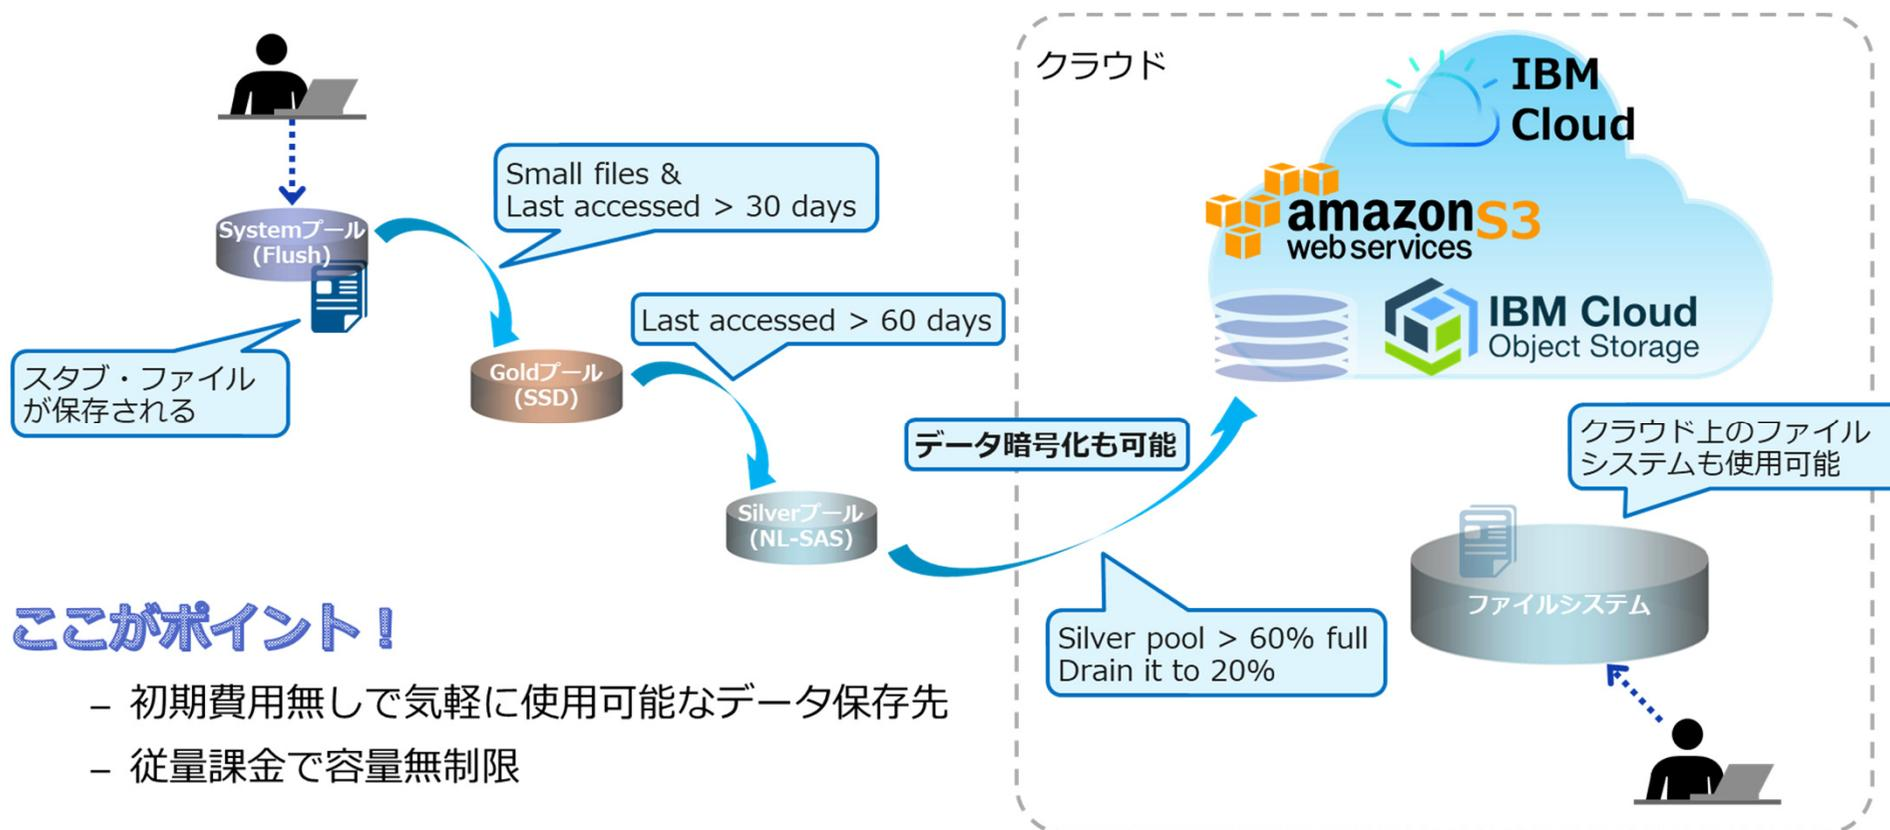 クラウド
IBM
Cloud
amazon S3
web services
IBM Cloud
Object Storage
Small files &
Last accessed > 30 days
Systemプール
(Flush)
スタブ・ファイル
が保存される
Last accessed > 60 days
Goldプール
(SSD)
データ暗号化も可能
クラウド上のファイル
システムも使用可能
Silverプール
(NL-SAS)
ファイルシステム
Silver pool > 60% full
Drain it to 20%
ここがポイント!
– 初期費用無しで気軽に使用可能なデータ保存先
– 従量課金で容量無制限